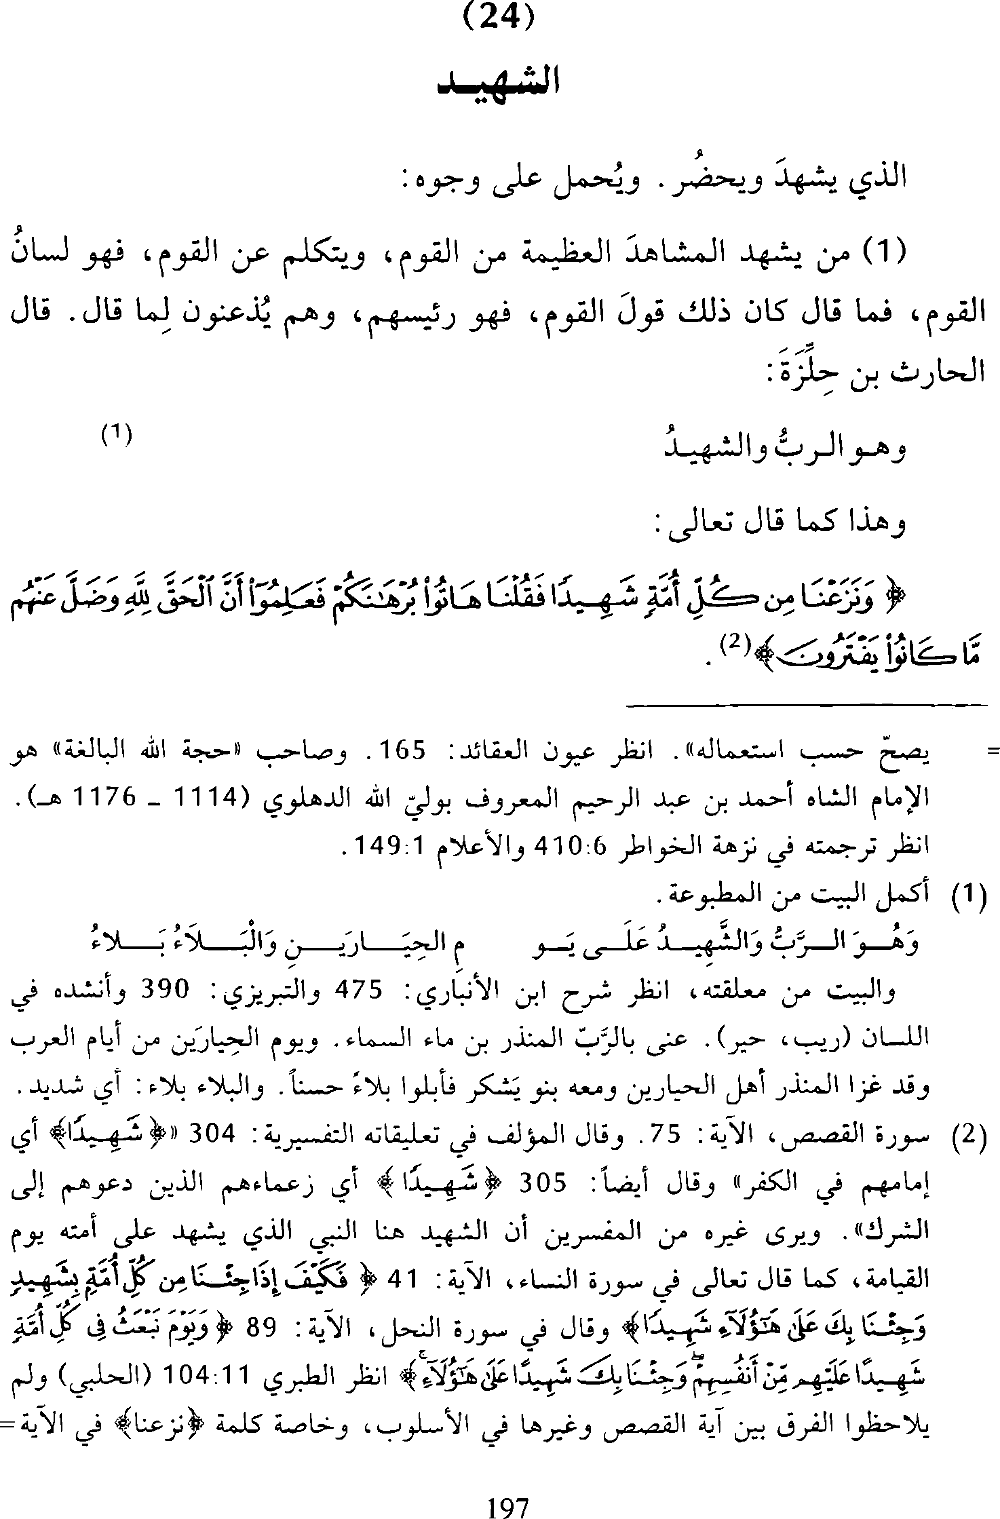 (24)
الشهيد
الذي يشهدَ ويحضُر. ويُحمل على وجوه:
(1) من يشهد المشاهدَ العظيمة من القوم، ويتكلم عن القوم، فهو لسانُ
القوم، فما قال كان ذلك قولَ القوم، فهو رئيسهم، وهم يُذعنون لِما قال. قال
الحارث بن حِلِّزَةَ:
وهو الربُّ والشهيدُ (1)
وهذا كما قال تعالى:
﴿ وَنَزَعْنَا مِن كُلِّ أُمَّةٍ شَهِيدًا فَقُلْنَا هَاتُوا بُرْهَانَكُمْ فَعَلِمُوا أَنَّ الْحَقَّ لِلَّهِ وَضَلَّ عَنْهُم
مَّا كَانُوا يَفْتَرُونَ ﴾(2).
= يصحّ حسب استعماله». انظر عيون العقائد: 165. وصاحب «حجة الله البالغة» هو
الإمام الشاه أحمد بن عبد الرحيم المعروف بوليّ الله الدهلوي (1114 - 1176 هـ).
انظر ترجمته في نزهة الخواطر 410:6 والأعلام 149:1.
(1) أكمل البيت من المطبوعة.
وَهُـوَ الـرَّبُّ وَالشَّهِيـدُ عَلَـى يَـو مِ الحِيَـارَيـنِ وَالْبَـلَاءُ بَـلاءُ
والبيت من معلقته، انظر شرح ابن الأنباري: 475 والتبريزي: 390 وأنشده في
اللسان (ريب، حير). عنى بالرَّبّ المنذر بن ماء السماء. ويوم الحِيارَين من أيام العرب
وقد غزا المنذر أهل الحيارين ومعه بنو يَشكر فأبلوا بلاءً حسناً. والبلاء بلاء: أي شديد.
(2) سورة القصص، الآية: 75. وقال المؤلف في تعليقاته التفسيرية: 304 «﴿شَهِيدًا﴾ أي
إمامهم في الكفر» وقال أيضاً: 305 ﴿شَهِيدًا ﴾ أي زعماءهم الذين دعوهم إلى
الشرك». ويرى غيره من المفسرين أن الشهيد هنا النبي الذي يشهد على أمته يوم
القيامة، كما قال تعالى في سورة النساء، الآية: 41 ﴿ فَكَيْفَ إِذَا جِئْنَا مِن كُلِّ أُمَّةٍ بِشَهِيدٍ
وَجِئْنَا بِكَ عَلَى هَؤُلَاءِ شَهِيدًا﴾ وقال في سورة النحل، الآية: 89 ﴿ وَيَوْمَ نَبْعَثُ فِي كُلِّ أُمَّةٍ
شَهِيدًا عَلَيْهِم مِّنْ أَنفُسِهِمْ ۖ وَجِئْنَا بِكَ شَهِيدًا عَلَى هَؤُلَاءِ ۚ﴾ انظر الطبري 104:11 (الحلبي) ولم
يلاحظوا الفرق بين آية القصص وغيرها في الأسلوب، وخاصة كلمة ﴿نزعنا﴾ في الآية =
197